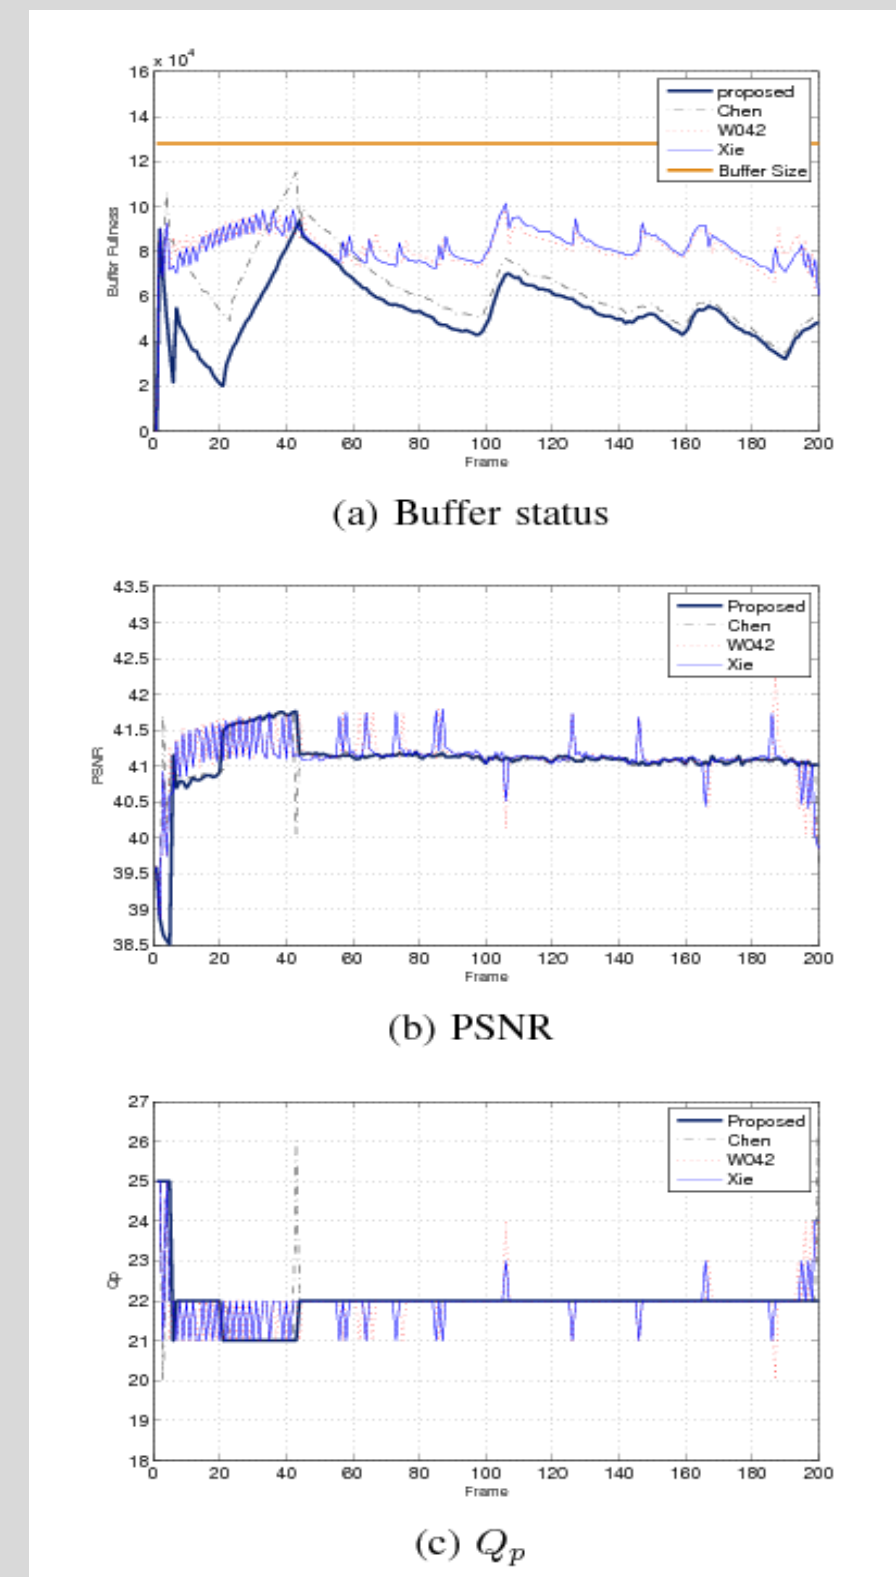 × 10⁴
16
14
12
10
8
6
4
2
0
Buffer Fullness
proposed
Chen
W042
Xie
Buffer Size
0 20 40 60 80 100 120 140 160 180 200
Frame
(a) Buffer status
43.5
43
42.5
42
41.5
41
40.5
40
39.5
39
38.5
PSNR
Proposed
Chen
W042
Xie
0 20 40 60 80 100 120 140 160 180 200
Frame
(b) PSNR
27
26
25
24
23
22
21
20
19
18
Qp
Proposed
Chen
W042
Xie
0 20 40 60 80 100 120 140 160 180 200
Frame
(c) Qp